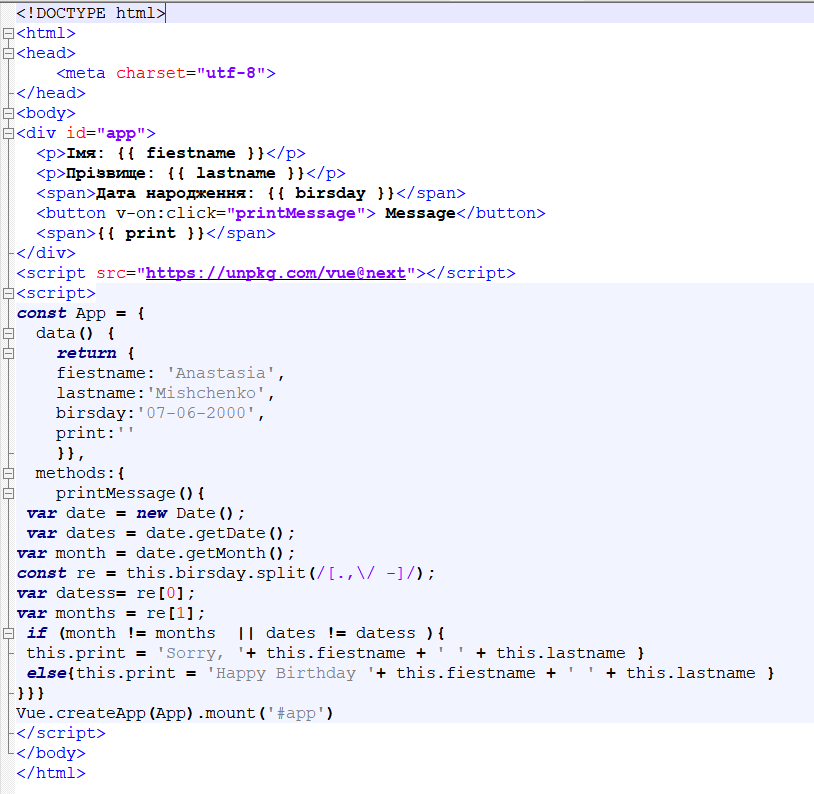 <!DOCTYPE html>
<html>
<head>
    <meta charset="utf-8">
</head>
<body>
<div id="app">
  <p>Імя: {{ fiestname }}</p>
  <p>Прізвище: {{ lastname }}</p>
  <span>Дата народження: {{ birsday }}</span>
  <button v-on:click="printMessage"> Message</button>
  <span>{{ print }}</span>
</div>
<script src="https://unpkg.com/vue@next"></script>
<script>
const App = {
  data() {
    return {
    fiestname: 'Anastasia',
    lastname:'Mishchenko',
    birsday:'07-06-2000',
    print:''
    }},
  methods:{
    printMessage(){
 var date = new Date();
 var dates = date.getDate();
var month = date.getMonth();
const re = this.birsday.split(/[.,\/ -]/);
var datess= re[0];
var months = re[1];
 if (month != months  || dates != datess ){
 this.print = 'Sorry, '+ this.fiestname + ' ' + this.lastname }
 else{this.print = 'Happy Birthday '+ this.fiestname + ' ' + this.lastname }
}}}
Vue.createApp(App).mount('#app')
</script>
</body>
</html>